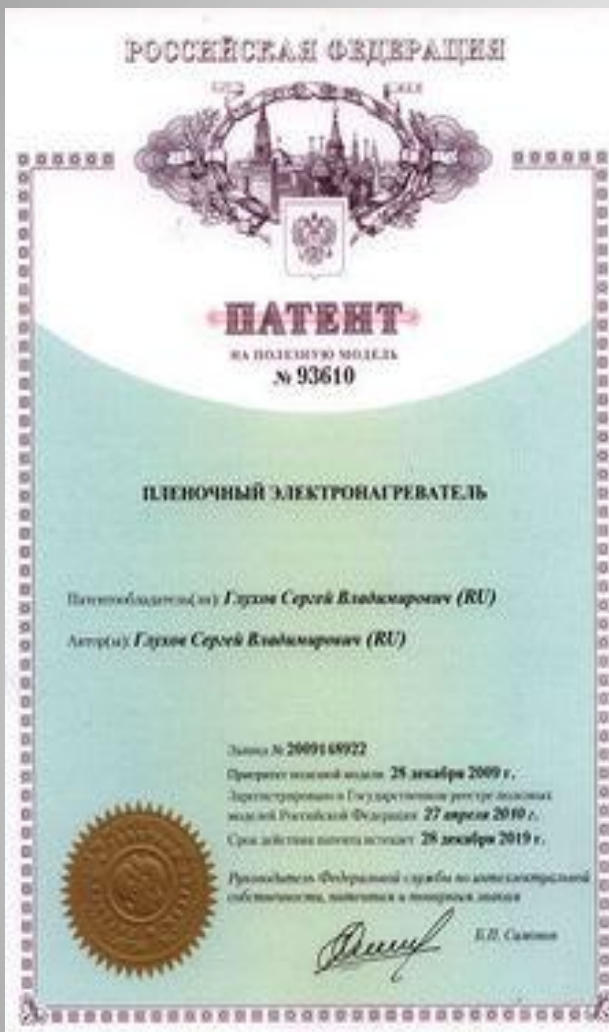 РОССИЙСКАЯ ФЕДЕРАЦИЯ
ПАТЕНТ
НА ПОЛЕЗНУЮ МОДЕЛЬ
№ 93610
ПЛЕНОЧНЫЙ ЭЛЕКТРОНАГРЕВАТЕЛЬ
Патентообладатель(ли): Глухов Сергей Владимирович (RU)
Автор(ы): Глухов Сергей Владимирович (RU)
Заявка № 2009148922
Приоритет полезной модели 28 декабря 2009 г.
Зарегистрировано в Государственном реестре полезных
моделей Российской Федерации 27 апреля 2010 г.
Срок действия патента истекает 28 декабря 2019 г.
Руководитель Федеральной службы по интеллектуальной
собственности, патентам и товарным знакам
Б.П. Симонов